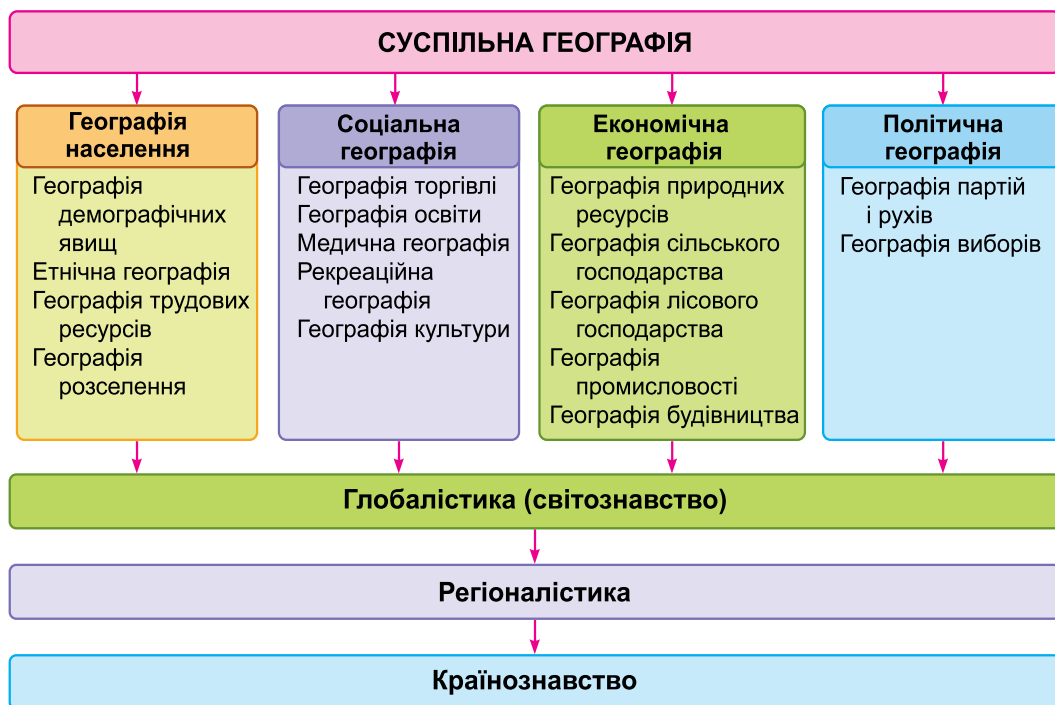 СУСПІЛЬНА ГЕОГРАФІЯ
Географія
населення
Географія
демографічних
явищ
Етнічна географія
Географія трудових
ресурсів
Географія
розселення
Соціальна
географія
Географія торгівлі
Географія освіти
Медична географія
Рекреаційна
географія
Географія культури
Економічна
географія
Географія природних
ресурсів
Географія сільського
господарства
Географія лісового
господарства
Географія
промисловості
Географія будівництва
Політична
географія
Географія партій
і рухів
Географія виборів
Глобалістика (світознавство)
Регіоналістика
Країнознавство